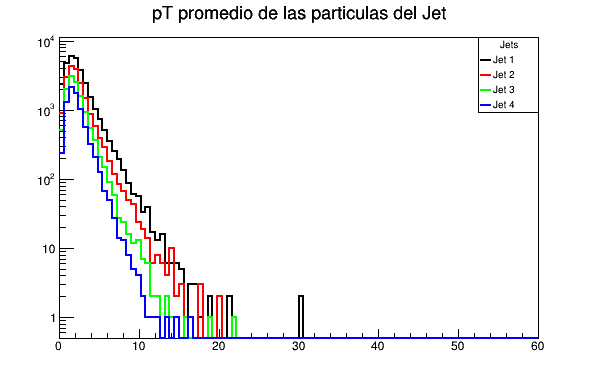 pT promedio de las particulas del Jet
Jets
Jet 1
Jet 2
Jet 3
Jet 4
10^4
10^3
10^2
10
1
0 10 20 30 40 50 60